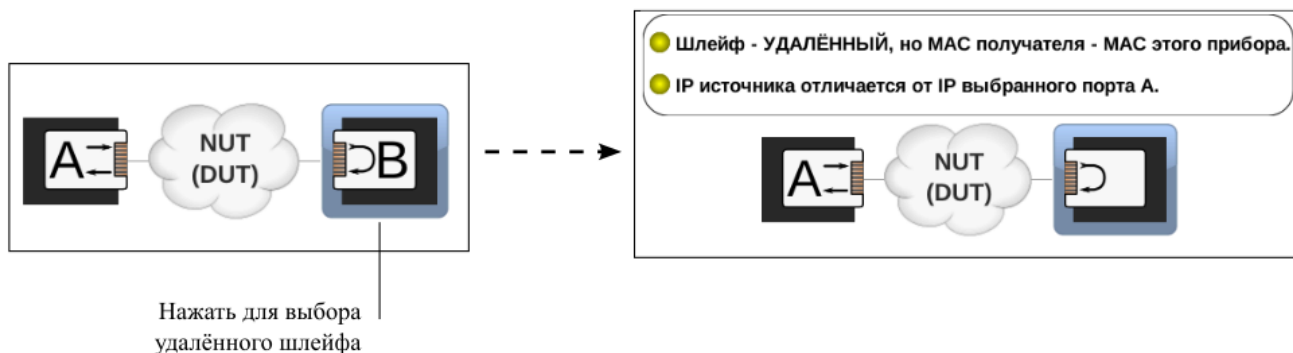 Шлейф - УДАЛЁННЫЙ, но MAC получателя - MAC этого прибора.
IP источника отличается от IP выбранного порта A.
A
NUT
(DUT)
B
A
NUT
(DUT)
Нажать для выбора
удалённого шлейфа